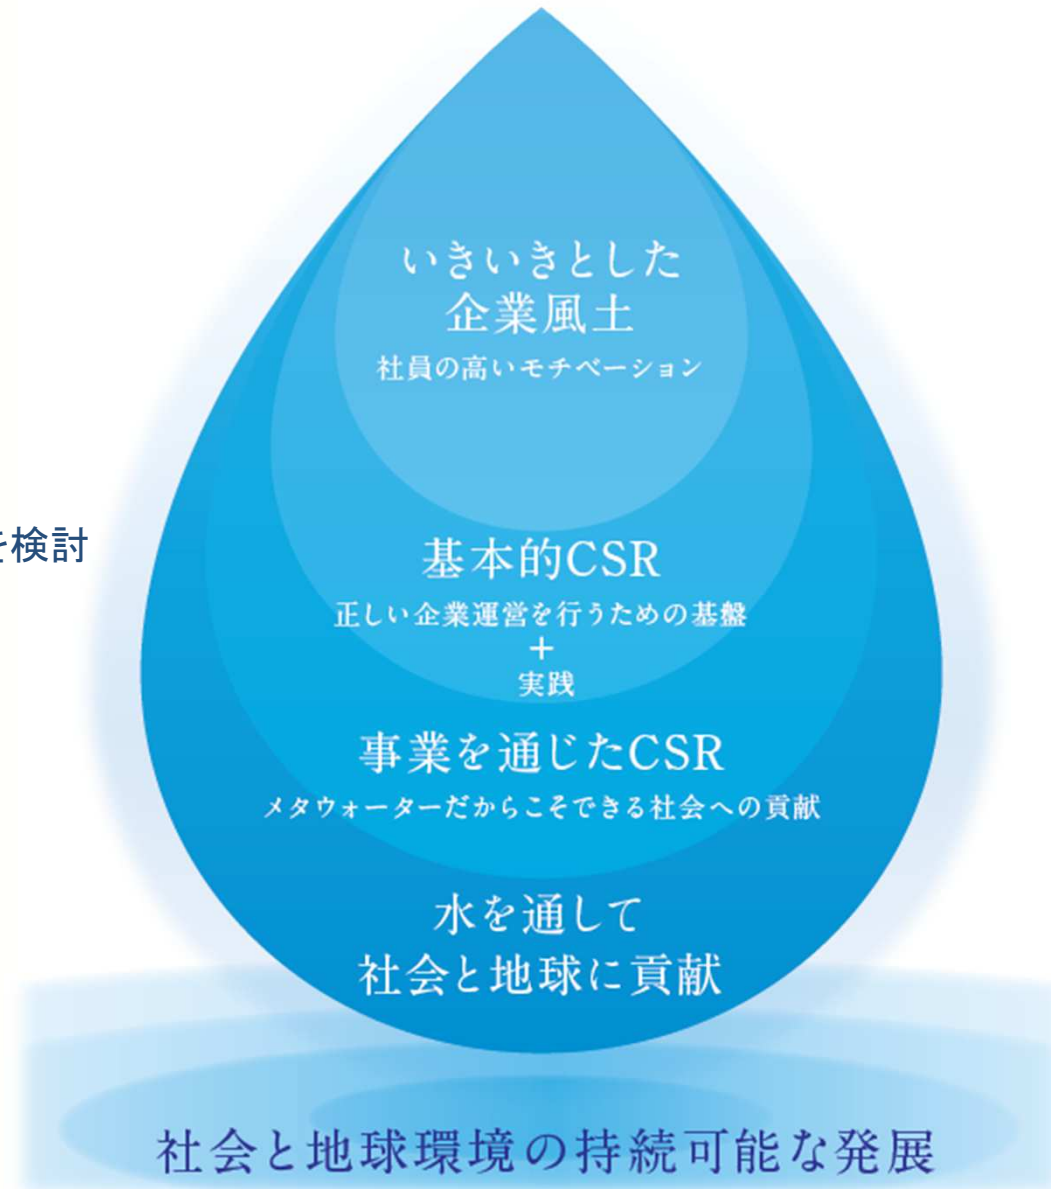 いきいきとした
企業風土
社員の高いモチベーション
を検討
基本的CSR
正しい企業運営を行うための基盤
+
実践
事業を通じたCSR
メタウォーターだからこそできる社会への貢献
水を通して
社会と地球に貢献
社会と地球環境の持続可能な発展